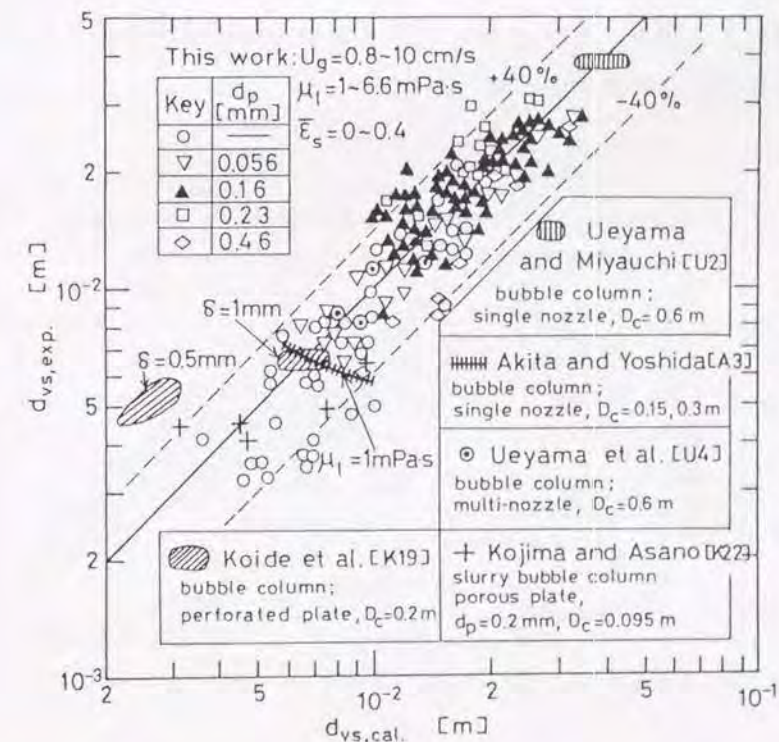 This work: Ug=0.8~10 cm/s
μl=1~6.6 mPa·s
ε̄s=0~0.4
Key dp [mm]
○ —
▽ 0.056
▲ 0.16
□ 0.23
◇ 0.46
+40%
-40%
δ=1mm
δ=0.5mm
μl=1mPa·s
Ueyama
and Miyauchi[U2]
bubble column;
single nozzle, Dc=0.6 m
Akita and Yoshida[A3]
bubble column;
single nozzle, Dc=0.15, 0.3 m
⊙ Ueyama et al. [U4]
bubble column;
multi-nozzle, Dc=0.6 m
Koide et al. [K19]
bubble column;
perforated plate, Dc=0.2 m
+ Kojima and Asano[K22]
slurry bubble column
porous plate,
dp=0.2 mm, Dc=0.095 m
5
2
10⁻²
5
2
10⁻³
dvs,exp. [m]
2 5 10⁻² 2 5 10⁻¹
dvs,cal. [m]